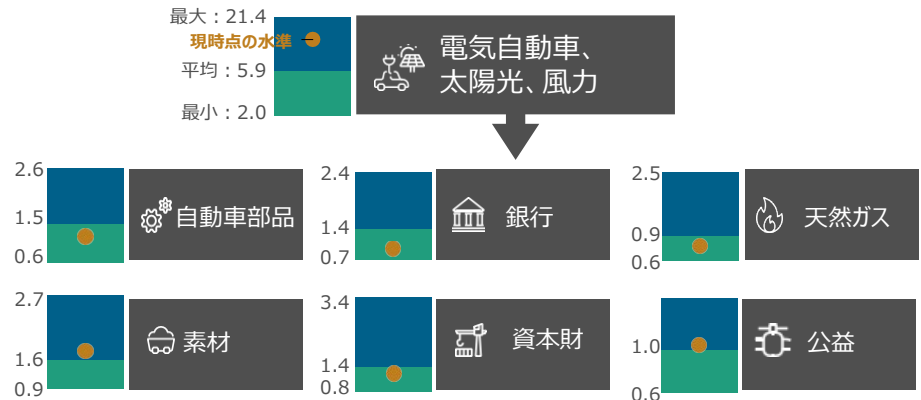 最大：21.4
現時点の水準
平均：5.9
最小：2.0
電気自動車、
太陽光、風力
2.6
1.5
0.6
自動車部品
2.4
1.4
0.7
銀行
2.5
0.9
0.6
天然ガス
2.7
1.6
0.9
素材
3.4
1.4
0.8
資本財
1.0
0.6
公益